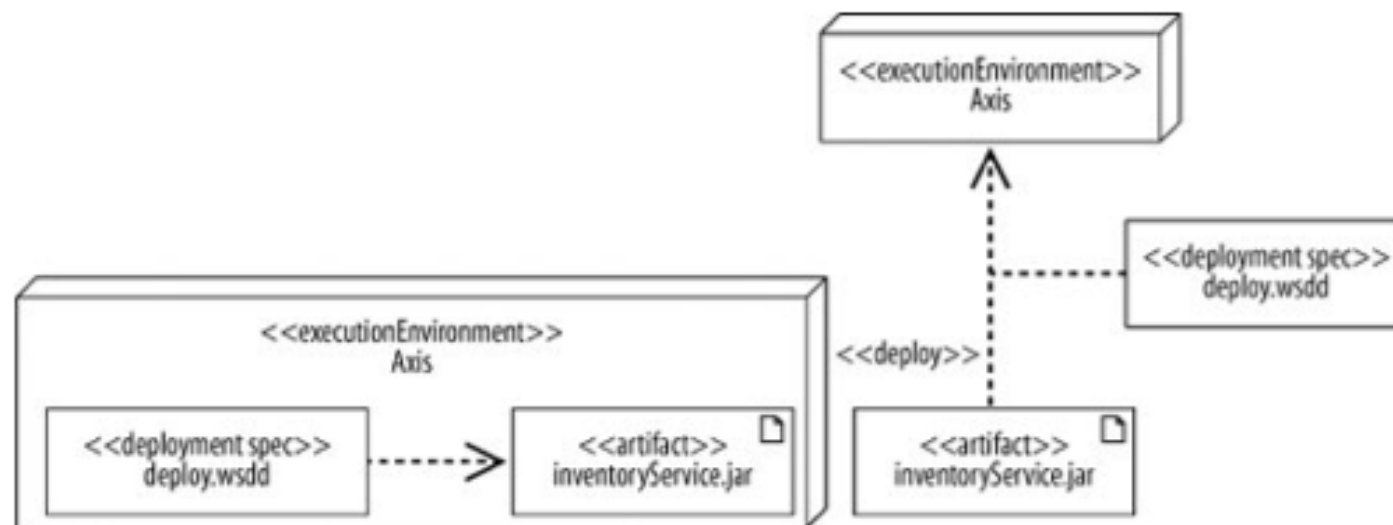 <<executionEnvironment>>
Axis
<<deployment spec>>
deploy.wsdd
<<executionEnvironment>>
Axis
<<deploy>>
<<deployment spec>>
deploy.wsdd
<<artifact>>
inventoryService.jar
<<artifact>>
inventoryService.jar